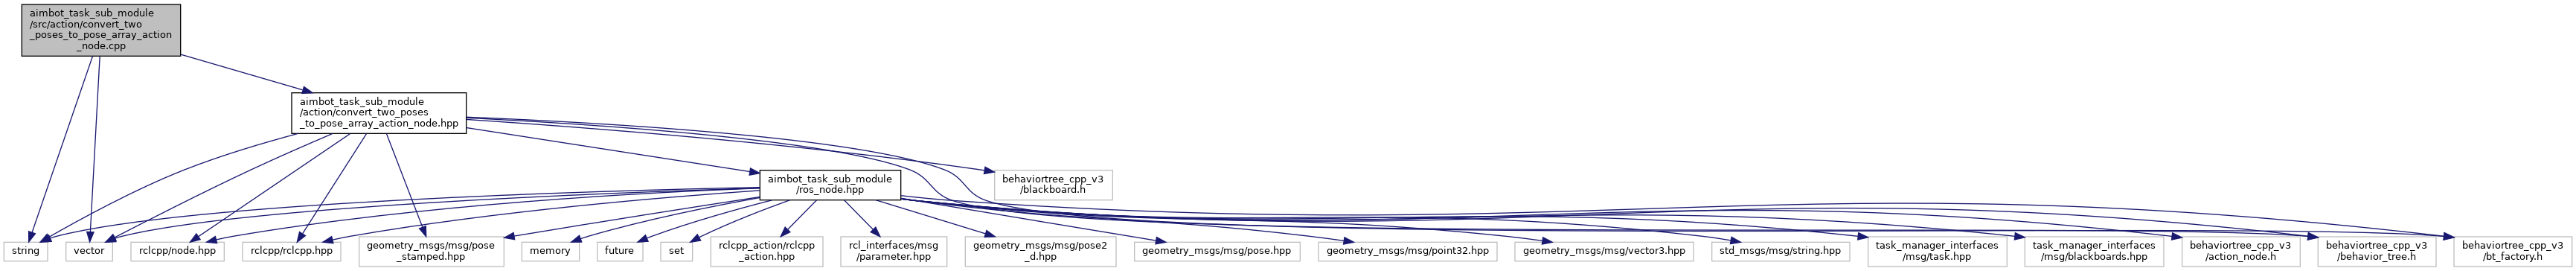 aimbot_task_sub_module
/src/action/convert_two
_poses_to_pose_array_action
_node.cpp
aimbot_task_sub_module
/action/convert_two_poses
_to_pose_array_action_node.hpp
aimbot_task_sub_module
/ros_node.hpp
behaviortree_cpp_v3
/blackboard.h
string
vector
rclcpp/node.hpp
rclcpp/rclcpp.hpp
geometry_msgs/msg/pose
_stamped.hpp
memory
future
set
rclcpp_action/rclcpp
_action.hpp
rcl_interfaces/msg
/parameter.hpp
geometry_msgs/msg/pose2
_d.hpp
geometry_msgs/msg/pose.hpp
geometry_msgs/msg/point32.hpp
geometry_msgs/msg/vector3.hpp
std_msgs/msg/string.hpp
task_manager_interfaces
/msg/task.hpp
task_manager_interfaces
/msg/blackboards.hpp
behaviortree_cpp_v3
/action_node.h
behaviortree_cpp_v3
/behavior_tree.h
behaviortree_cpp_v3
/bt_factory.h